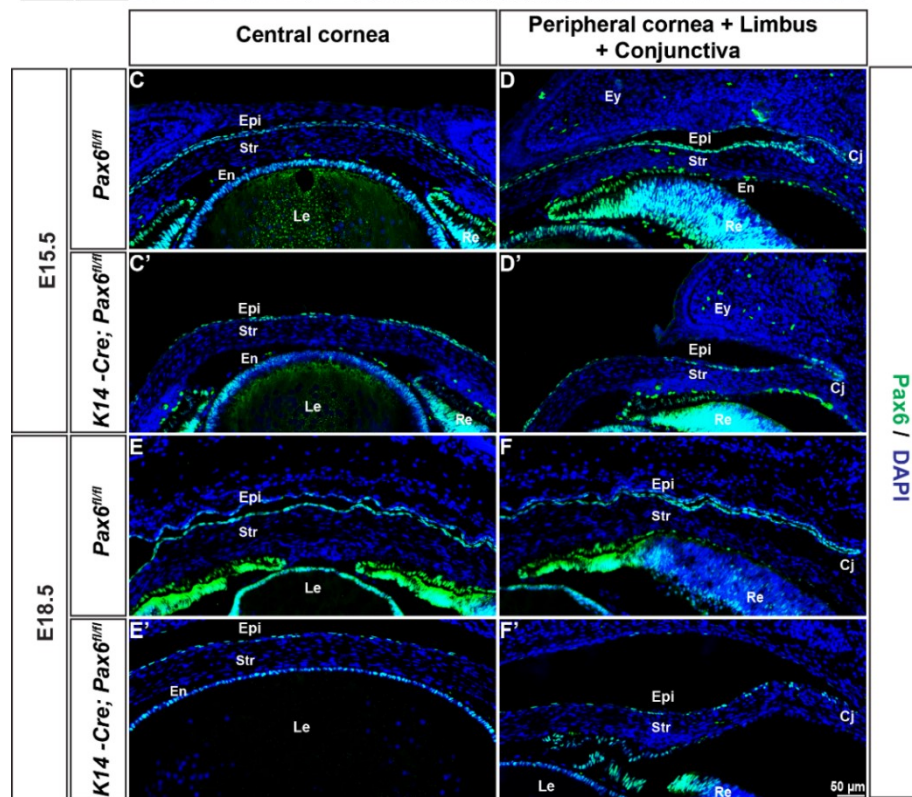 Central cornea
Peripheral cornea + Limbus
+ Conjunctiva
E15.5
Pax6fl/fl
C
Epi
Str
En
Le
Re
D
Ey
Epi
Str
Cj
En
Re
K14 -Cre; Pax6fl/fl
C’
Epi
Str
En
Le
Re
D’
Ey
Epi
Str
Cj
Re
E18.5
Pax6fl/fl
E
Epi
Str
Le
F
Epi
Str
Cj
Re
K14 -Cre; Pax6fl/fl
E’
Epi
Str
En
Le
F’
Epi
Cj
Str
Le
Re
50 µm
Pax6 / DAPI